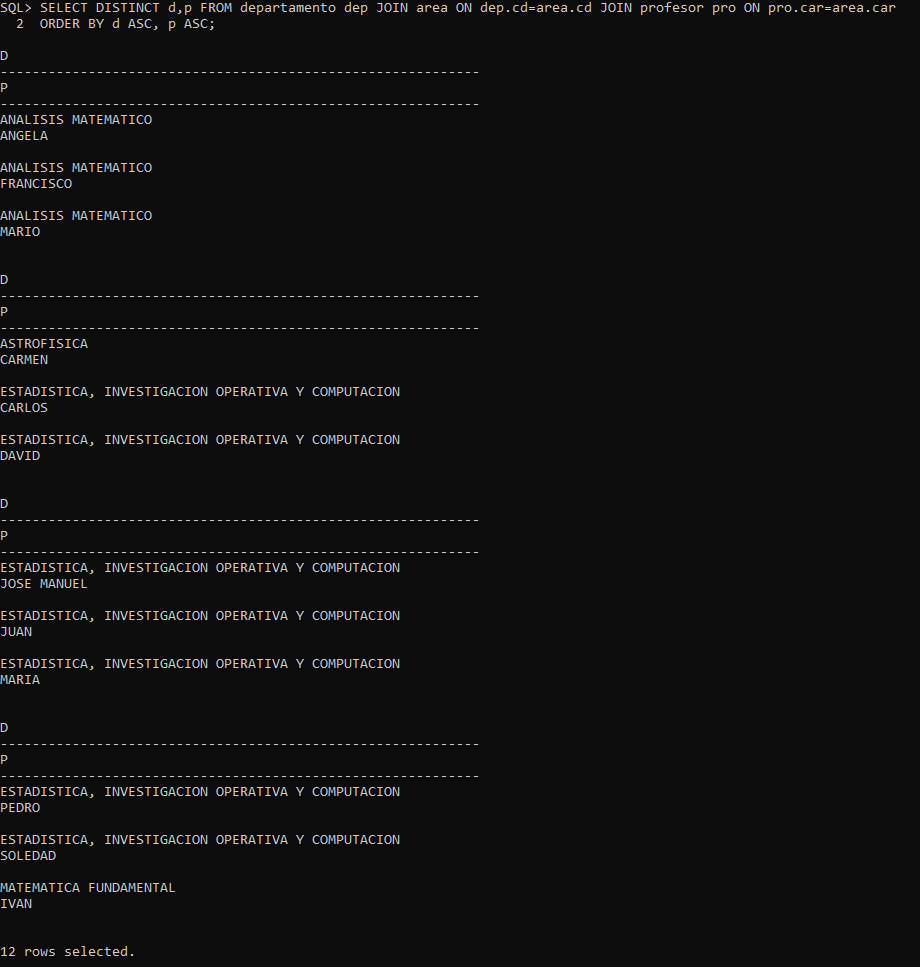 SQL> SELECT DISTINCT d,p FROM departamento dep JOIN area ON dep.cd=area.cd JOIN profesor pro ON pro.car=area.car
  2  ORDER BY d ASC, p ASC;

D
------------------------------------------------------------
P
------------------------------------------------------------
ANALISIS MATEMATICO
ANGELA

ANALISIS MATEMATICO
FRANCISCO

ANALISIS MATEMATICO
MARIO


D
------------------------------------------------------------
P
------------------------------------------------------------
ASTROFISICA
CARMEN

ESTADISTICA, INVESTIGACION OPERATIVA Y COMPUTACION
CARLOS

ESTADISTICA, INVESTIGACION OPERATIVA Y COMPUTACION
DAVID


D
------------------------------------------------------------
P
------------------------------------------------------------
ESTADISTICA, INVESTIGACION OPERATIVA Y COMPUTACION
JOSE MANUEL

ESTADISTICA, INVESTIGACION OPERATIVA Y COMPUTACION
JUAN

ESTADISTICA, INVESTIGACION OPERATIVA Y COMPUTACION
MARIA


D
------------------------------------------------------------
P
------------------------------------------------------------
ESTADISTICA, INVESTIGACION OPERATIVA Y COMPUTACION
PEDRO

ESTADISTICA, INVESTIGACION OPERATIVA Y COMPUTACION
SOLEDAD

MATEMATICA FUNDAMENTAL
IVAN


12 rows selected.